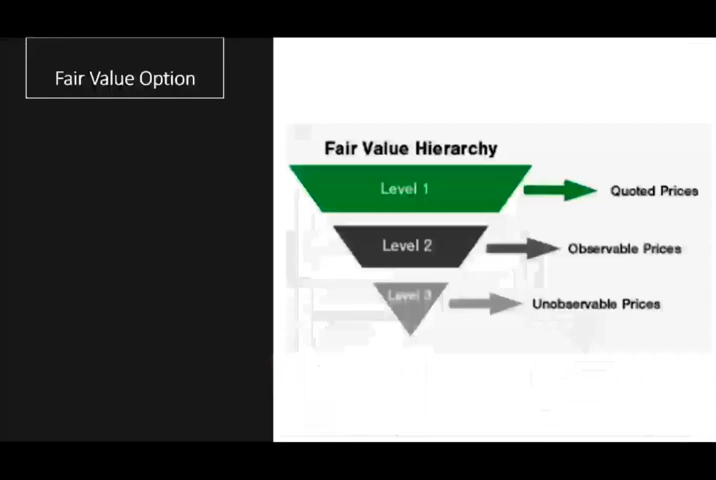 Fair Value Option
Fair Value Hierarchy
Level 1
Quoted Prices
Level 2
Observable Prices
Level 3
Unobservable Prices